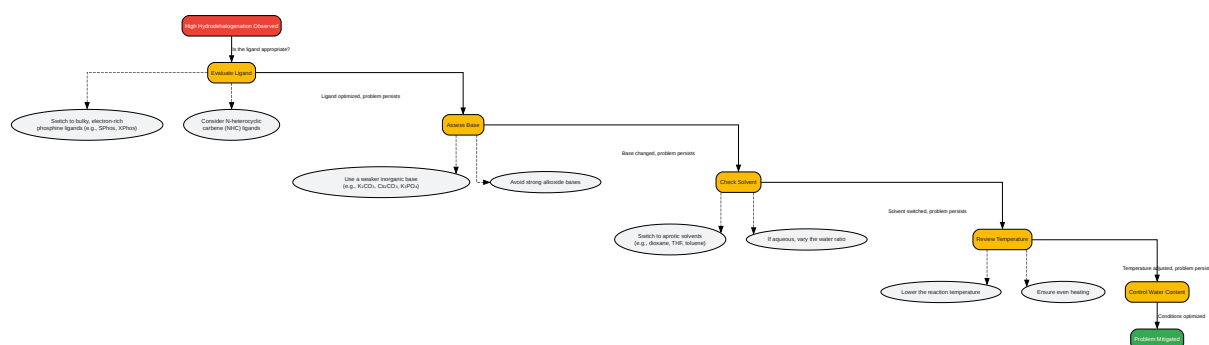 High Hydrodehalogenation Observed
Is the ligand appropriate?
Evaluate Ligand
Ligand optimized, problem persists
Switch to bulky, electron-rich
phosphine ligands (e.g., SPhos, XPhos)
Consider N-heterocyclic
carbene (NHC) ligands
Assess Base
Base changed, problem persists
Use a weaker inorganic base
(e.g., K₂CO₃, Cs₂CO₃, K₃PO₄)
Avoid strong alkoxide bases
Check Solvent
Solvent switched, problem persists
Switch to aprotic solvents
(e.g., dioxane, THF, toluene)
If aqueous, vary the water ratio
Review Temperature
Temperature adjusted, problem persist
Lower the reaction temperature
Ensure even heating
Control Water Content
Conditions optimized
Problem Mitigated